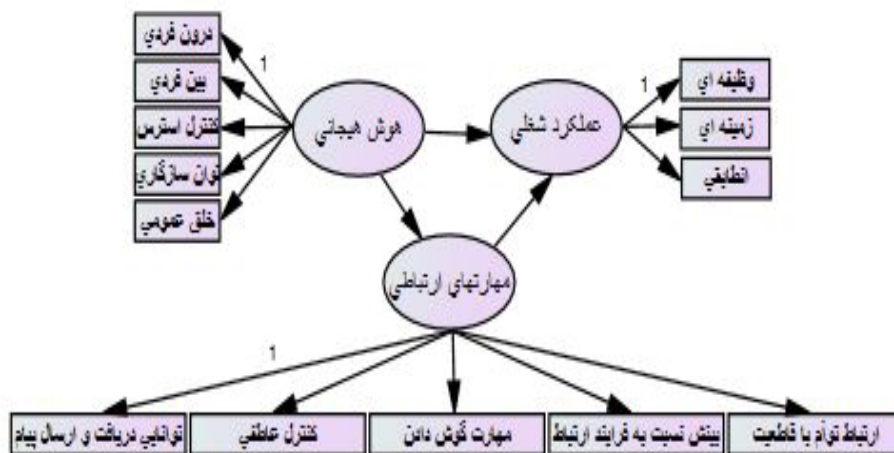 درون فردي
1
بين فردي
كنترل استرس
توان سازگاري
خلق عمومي
هوش هيجاني
عملكرد شغلي
1
وظيفه اي
زمينه اي
انطابقي
مهارتهاي ارتباطي
1
توانايي دريافت و ارسال پيام
كنترل عاطفي
مهارت گوش دادن
بينش نسبت به فرايند ارتباط
ارتباط توأم با قاطعيت